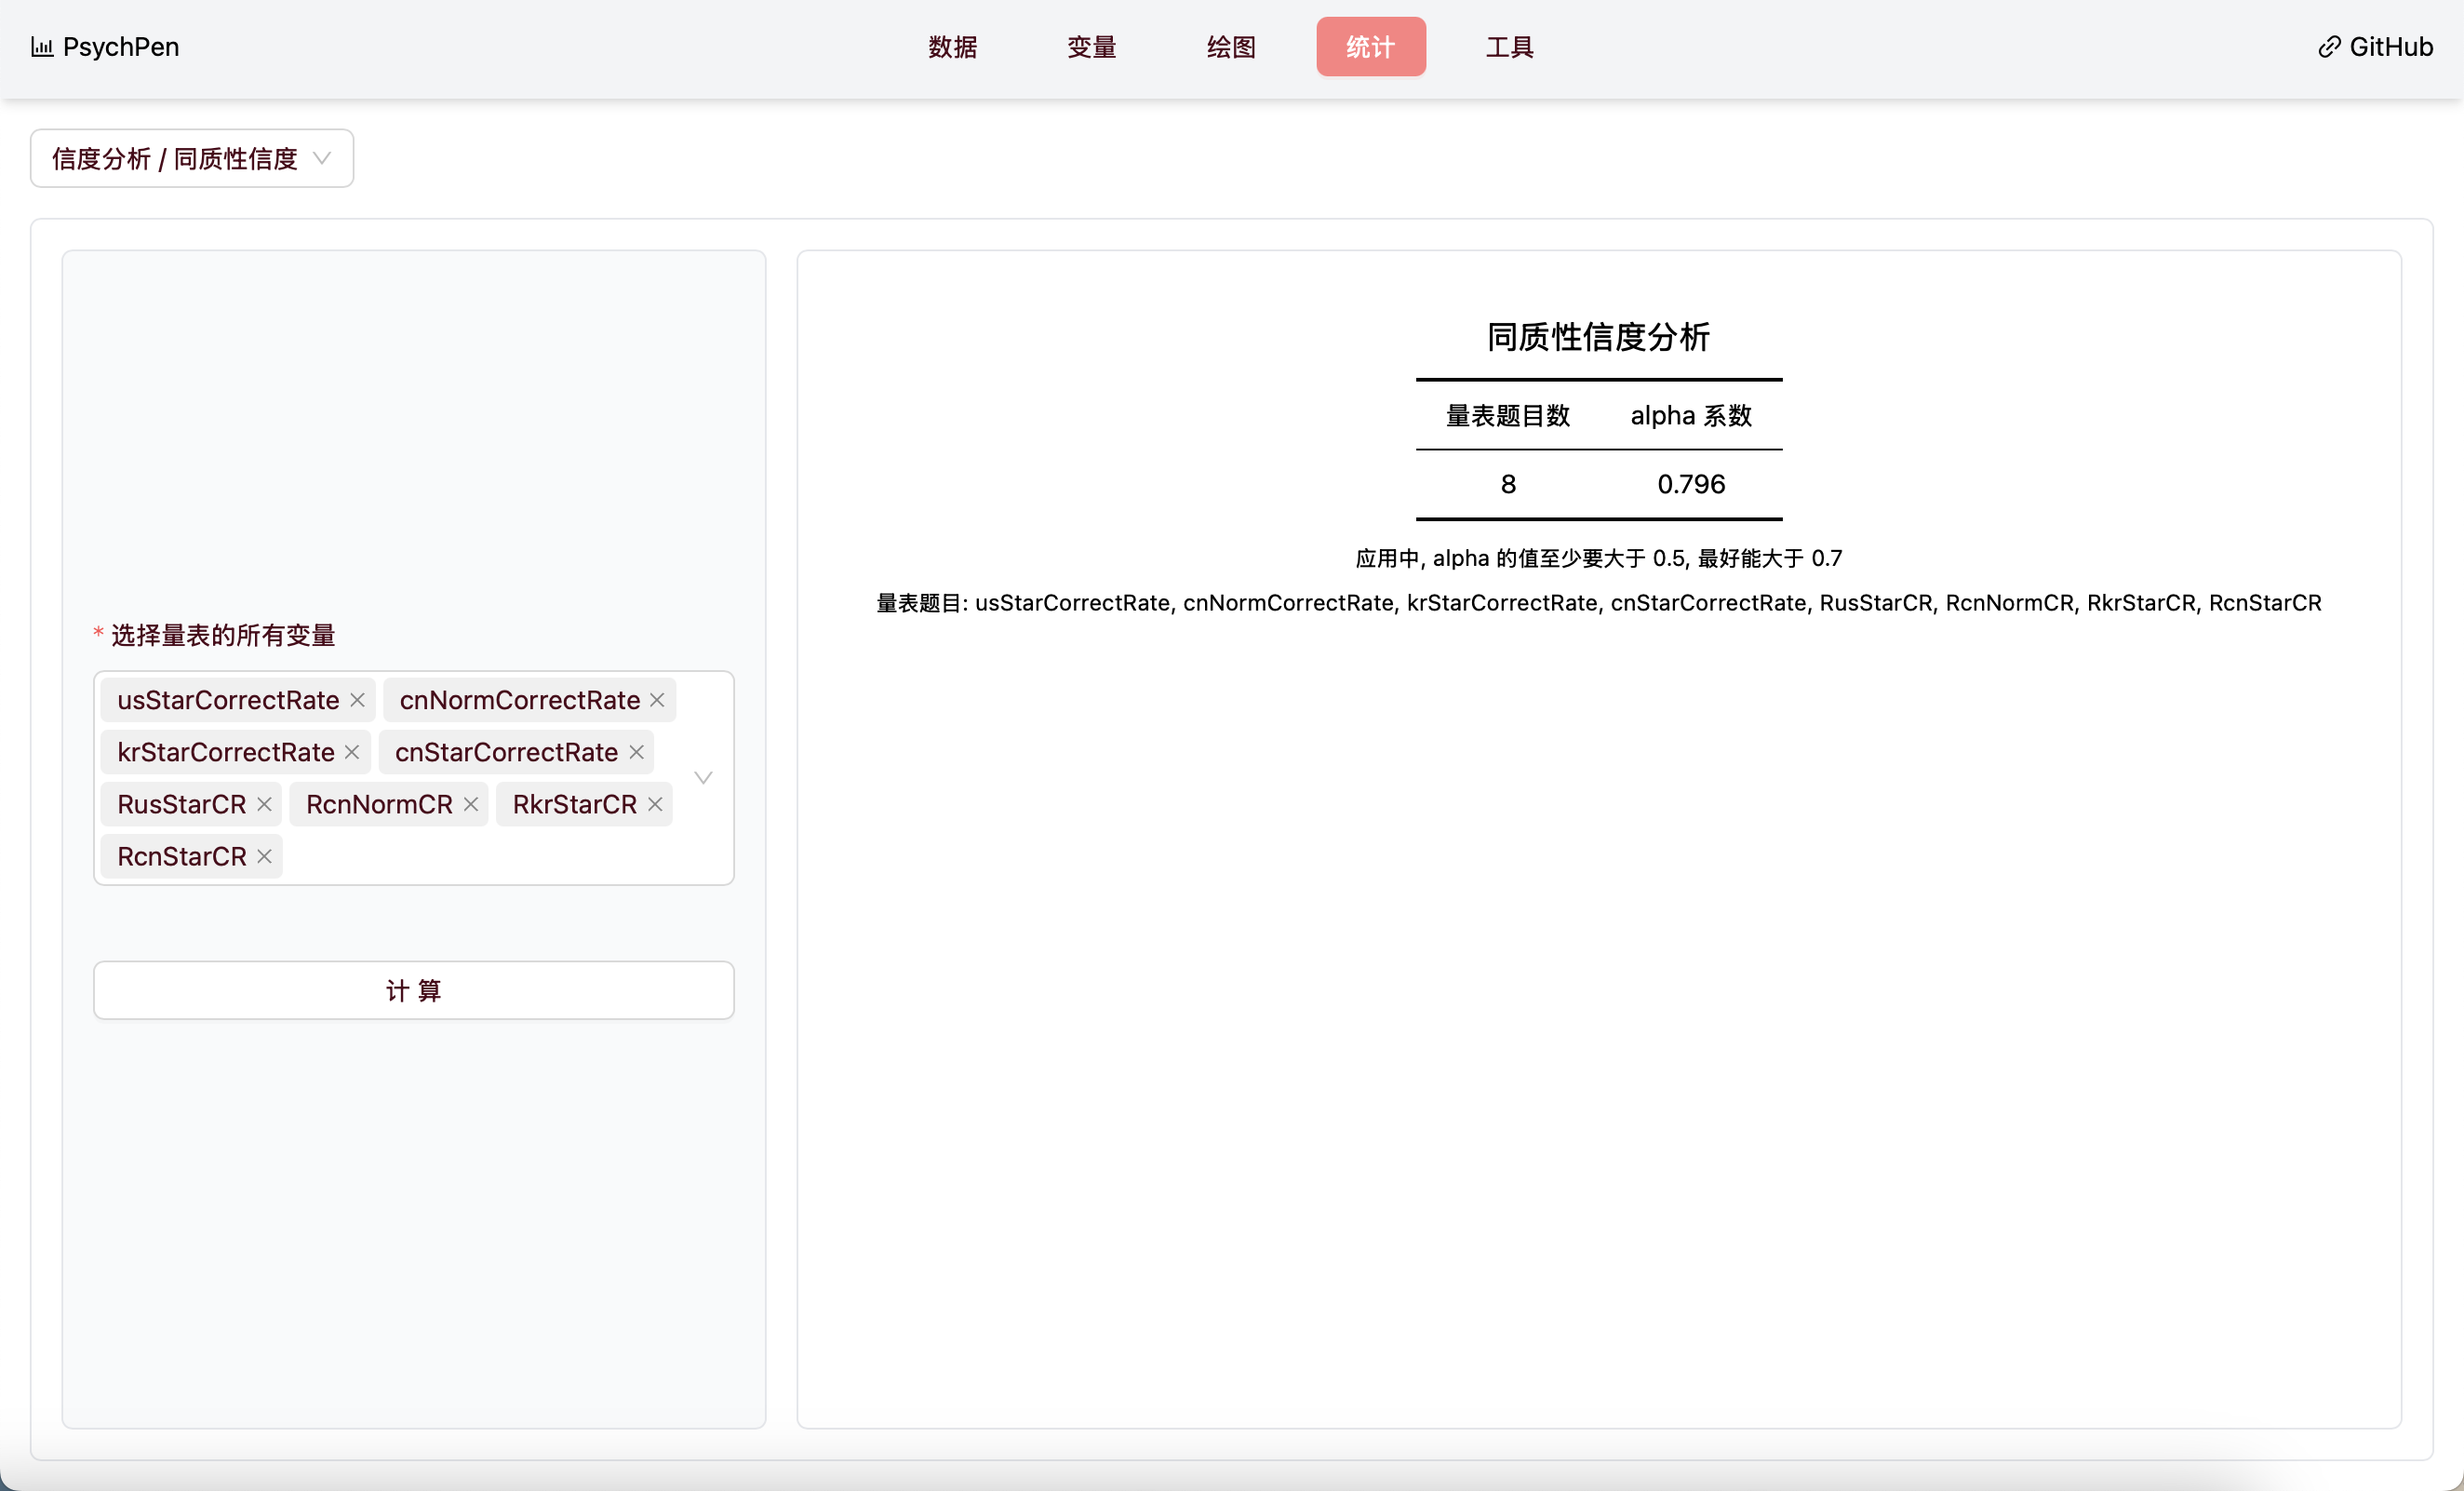 PsychPen
数据
变量
绘图
统计
工具
GitHub
信度分析 / 同质性信度
* 选择量表的所有变量
usStarCorrectRate
cnNormCorrectRate
krStarCorrectRate
cnStarCorrectRate
RusStarCR
RcnNormCR
RkrStarCR
RcnStarCR
计 算
同质性信度分析
量表题目数 alpha 系数
8 0.796
应用中, alpha 的值至少要大于 0.5, 最好能大于 0.7
量表题目: usStarCorrectRate, cnNormCorrectRate, krStarCorrectRate, cnStarCorrectRate, RusStarCR, RcnNormCR, RkrStarCR, RcnStarCR